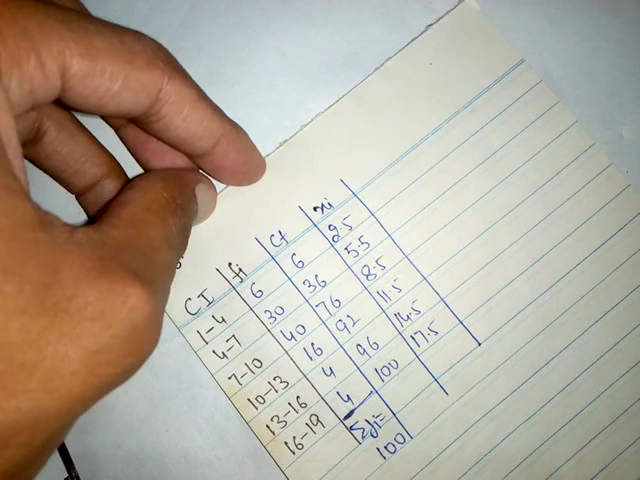 CI fi Cf xi
1-4 6 6 2.5
4-7 30 36 5.5
7-10 40 76 8.5
10-13 16 92 11.5
13-16 4 96 14.5
16-19 4 100 17.5
Σfi=
100